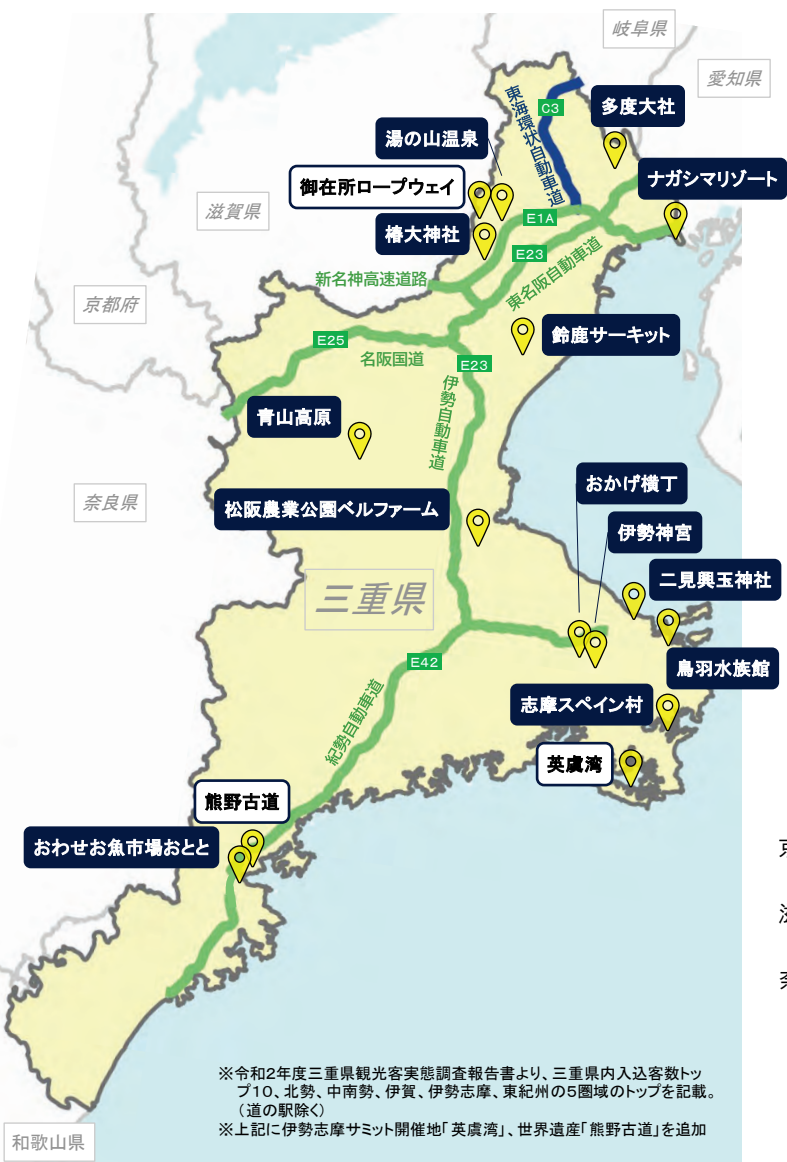 岐阜県
愛知県
東海環状自動車道
C3
多度大社
湯の山温泉
御在所ロープウェイ
ナガシマリゾート
滋賀県
椿大神社
E1A
E23
新名神高速道路
東名阪自動車道
京都府
E25
名阪国道
鈴鹿サーキット
E23
伊勢自動車道
青山高原
奈良県
松阪農業公園ベルファーム
おかげ横丁
伊勢神宮
三重県
二見興玉神社
鳥羽水族館
E42
紀勢自動車道
志摩スペイン村
英虞湾
熊野古道
おわせお魚市場おとと
※令和2年度三重県観光客実態調査報告書より、三重県内入込客数トッ
プ10、北勢、中南勢、伊賀、伊勢志摩、東紀州の5圏域のトップを記載。
（道の駅除く）
※上記に伊勢志摩サミット開催地｢英虞湾｣、世界遺産｢熊野古道｣を追加
和歌山県